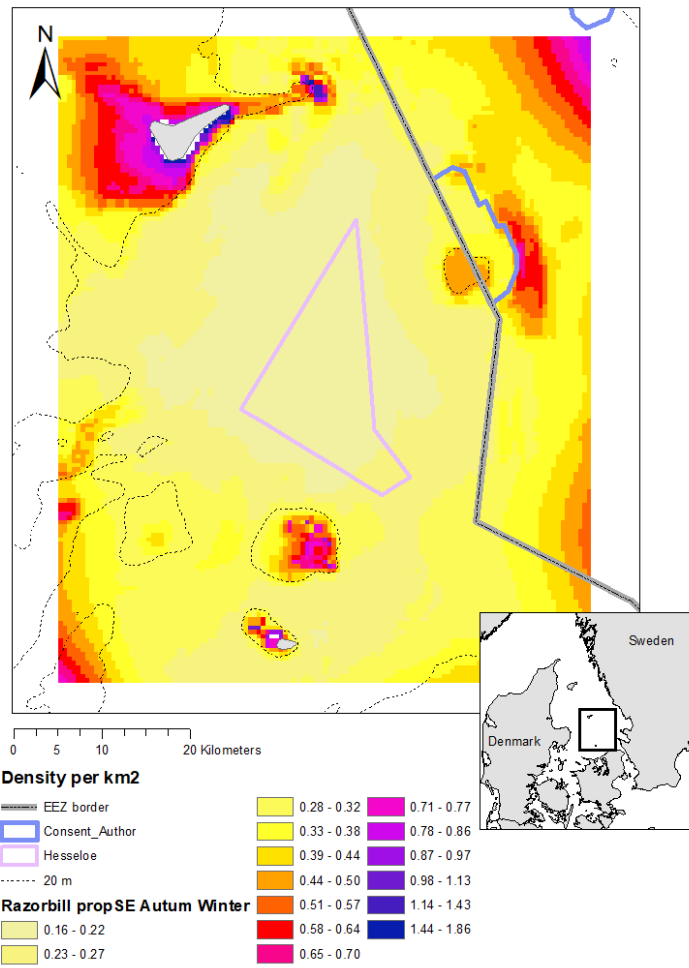 N
Sweden
Denmark
0 5 10 20 Kilometers
Density per km2
EEZ border
Consent_Author
Hesseloe
20 m
Razorbill propSE Autum Winter
0.16 - 0.22
0.23 - 0.27
0.28 - 0.32
0.33 - 0.38
0.39 - 0.44
0.44 - 0.50
0.51 - 0.57
0.58 - 0.64
0.65 - 0.70
0.71 - 0.77
0.78 - 0.86
0.87 - 0.97
0.98 - 1.13
1.14 - 1.43
1.44 - 1.86